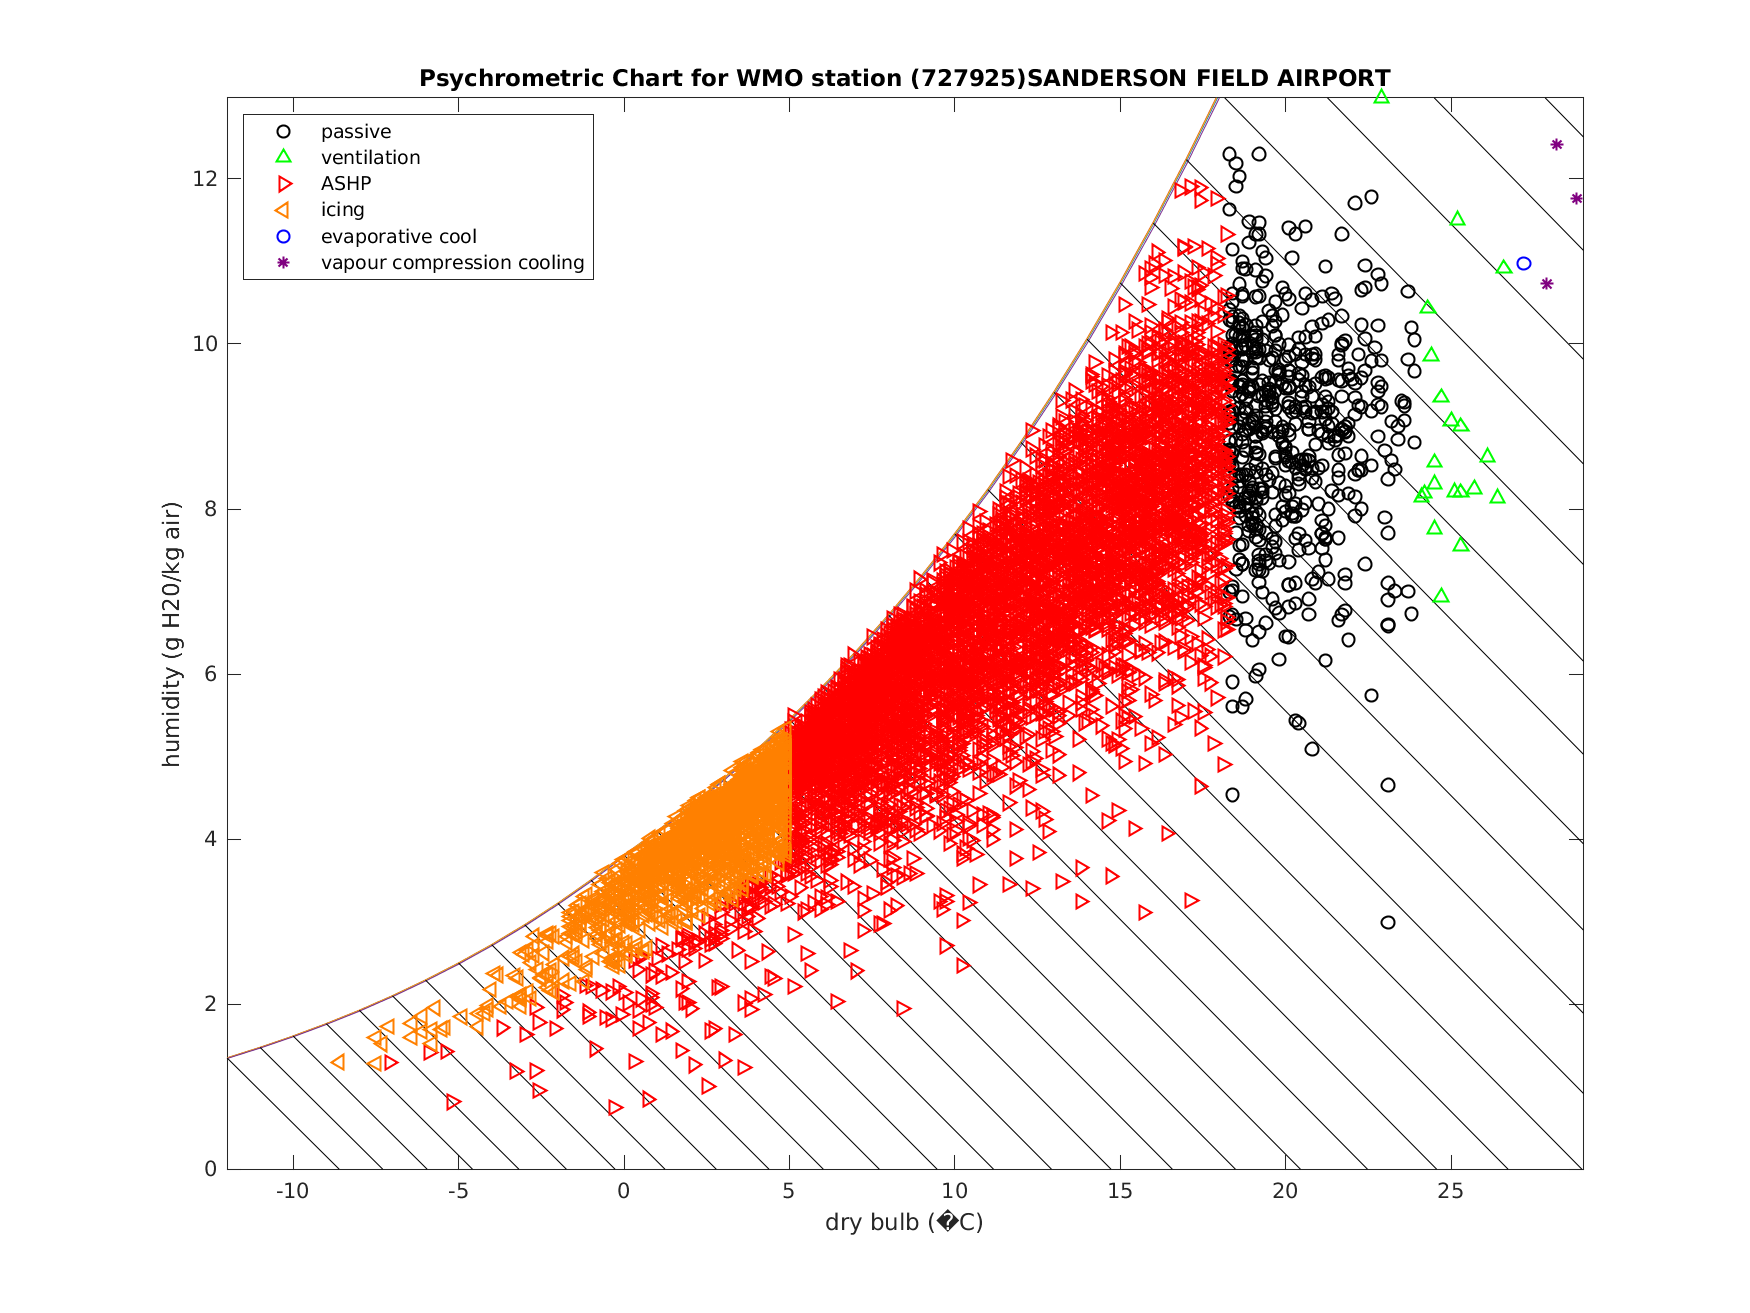 Psychrometric Chart for WMO station (727925)SANDERSON FIELD AIRPORT
passive
ventilation
ASHP
icing
evaporative cool
vapour compression cooling
humidity (g H20/kg air)
12
10
8
6
4
2
0
-10 -5 0 5 10 15 20 25
dry bulb (�C)